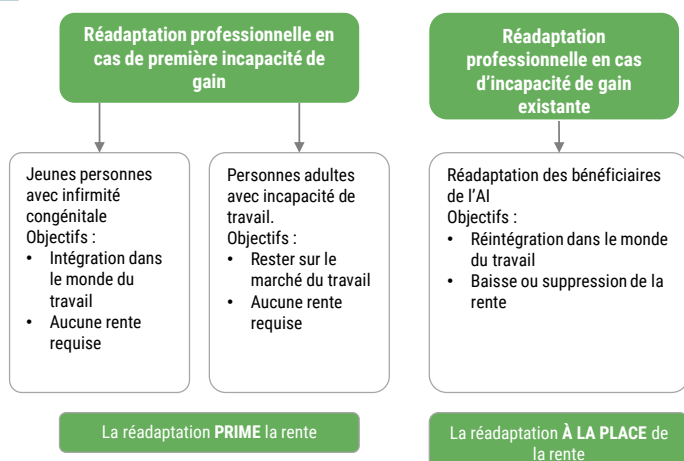 Réadaptation professionnelle en
cas de première incapacité de
gain
Réadaptation
professionnelle en cas
d'incapacité de gain
existante
Jeunes personnes
avec infirmité
congénitale
Objectifs :
• Intégration dans
le monde du
travail
• Aucune rente
requise
Personnes adultes
avec incapacité de
travail.
Objectifs :
• Rester sur le
marché du travail
• Aucune rente
requise
Réadaptation des bénéficiaires
de l'AI
Objectifs :
• Réintégration dans le monde
du travail
• Baisse ou suppression de la
rente
La réadaptation PRIME la rente
La réadaptation À LA PLACE de
la rente